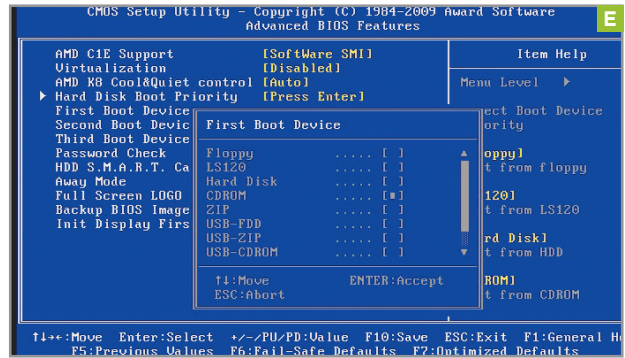 CMOS Setup Utility - Copyright (C) 1984-2009 Award Software
Advanced BIOS Features
E
AMD C1E Support [SoftWare SMI]
Virtualization [Disabled]
AMD K8 Cool&Quiet control [Auto]
Hard Disk Boot Priority [Press Enter]
First Boot Device
Second Boot Devic
Third Boot Device
Password Check
HDD S.M.A.R.T. Ca
Away Mode
Full Screen LOGO
Backup BIOS Image
Init Display Firs
Item Help
Menu Level ▶
ect Boot Device
ority
oppy]
t from floppy
120]
t from LS120
rd Disk]
t from HDD
ROM]
t from CDROM
First Boot Device
Floppy ..... [ ]
LS120 ..... [ ]
Hard Disk ..... [ ]
CDROM ..... [■]
ZIP ..... [ ]
USB-FDD ..... [ ]
USB-ZIP ..... [ ]
USB-CDROM ..... [ ]
↑↓:Move ENTER:Accept
ESC:Abort
↑↓→←:Move Enter:Select +/-/PU/PD:Value F10:Save ESC:Exit F1:General H
F5:Previous Values F6:Fail-Safe Defaults F7:Optimized Defaults